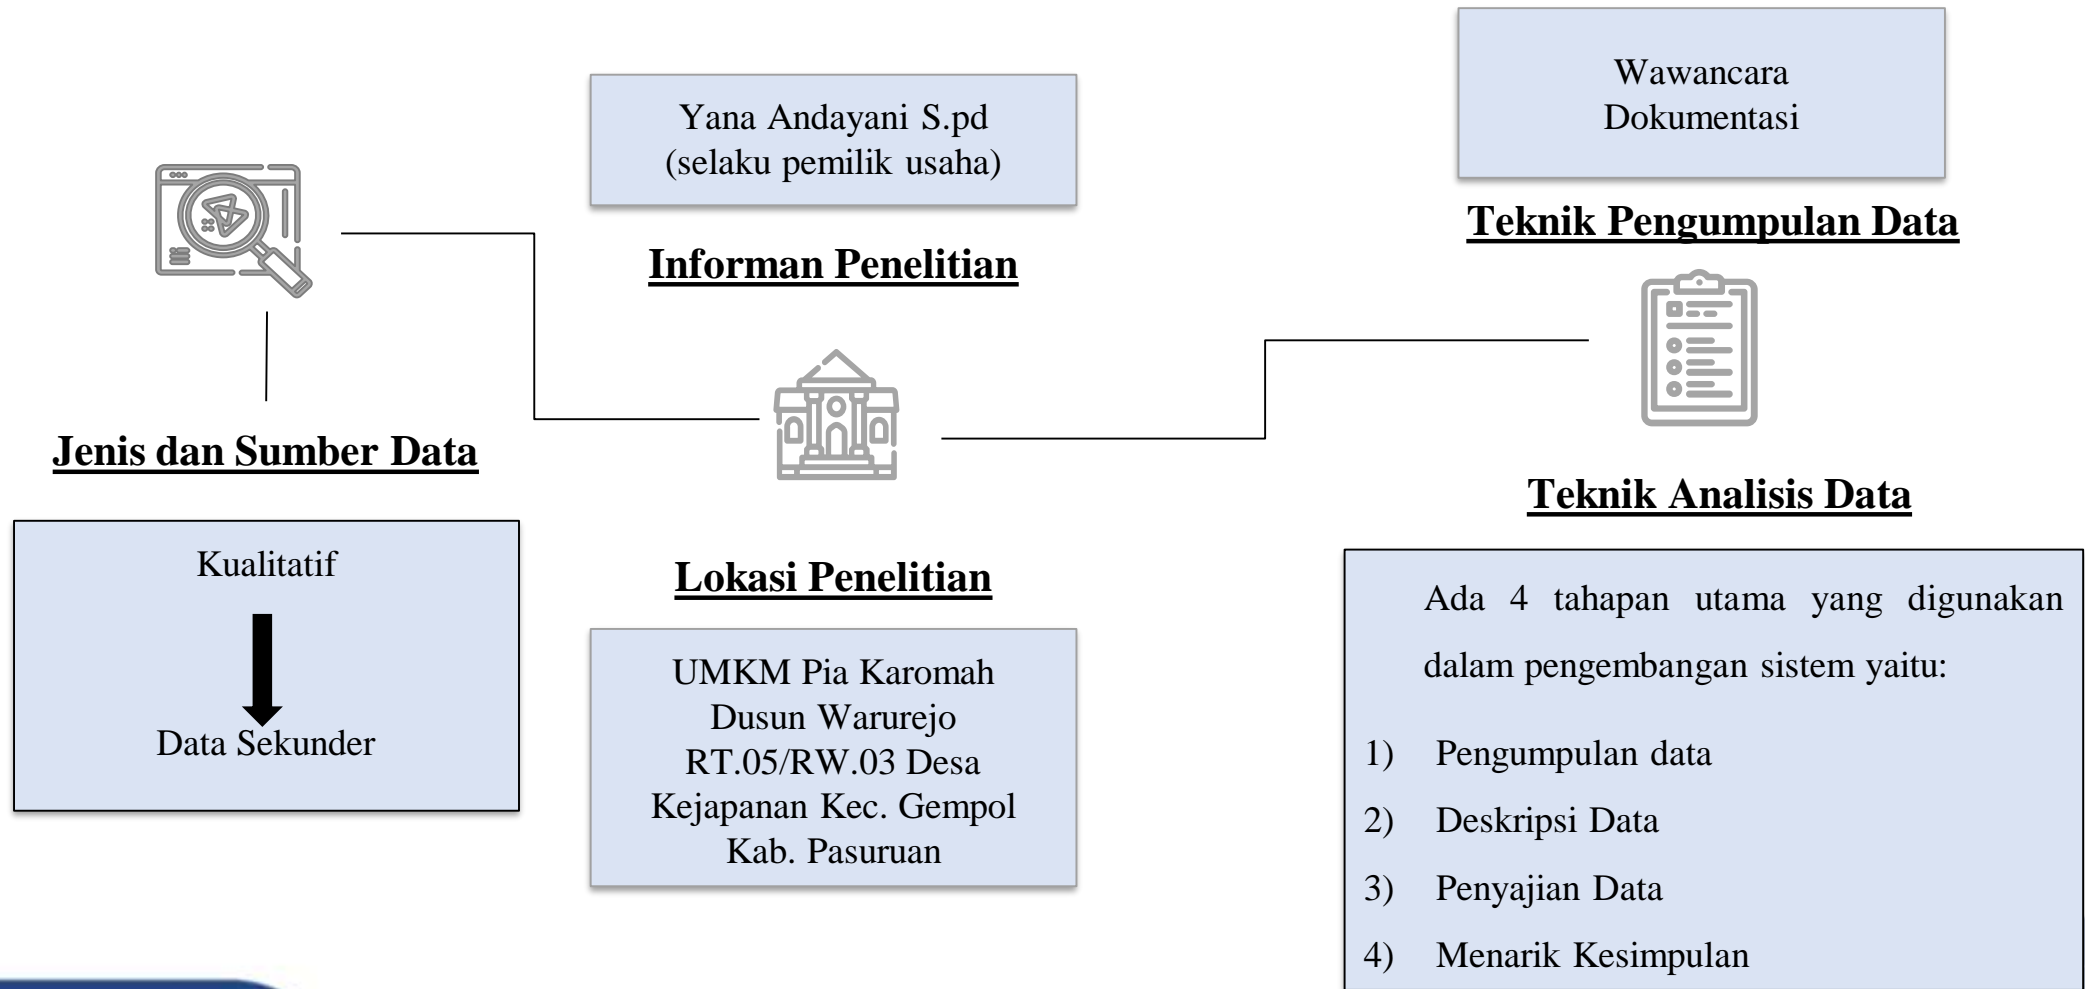 Jenis dan Sumber Data
Kualitatif
Data Sekunder
Yana Andayani S.pd
(selaku pemilik usaha)
Informan Penelitian
Lokasi Penelitian
UMKM Pia Karomah
Dusun Warurejo
RT.05/RW.03 Desa
Kejapanan Kec. Gempol
Kab. Pasuruan
Wawancara
Dokumentasi
Teknik Pengumpulan Data
Teknik Analisis Data
Ada 4 tahapan utama yang digunakan
dalam pengembangan sistem yaitu:
1) Pengumpulan data
2) Deskripsi Data
3) Penyajian Data
4) Menarik Kesimpulan